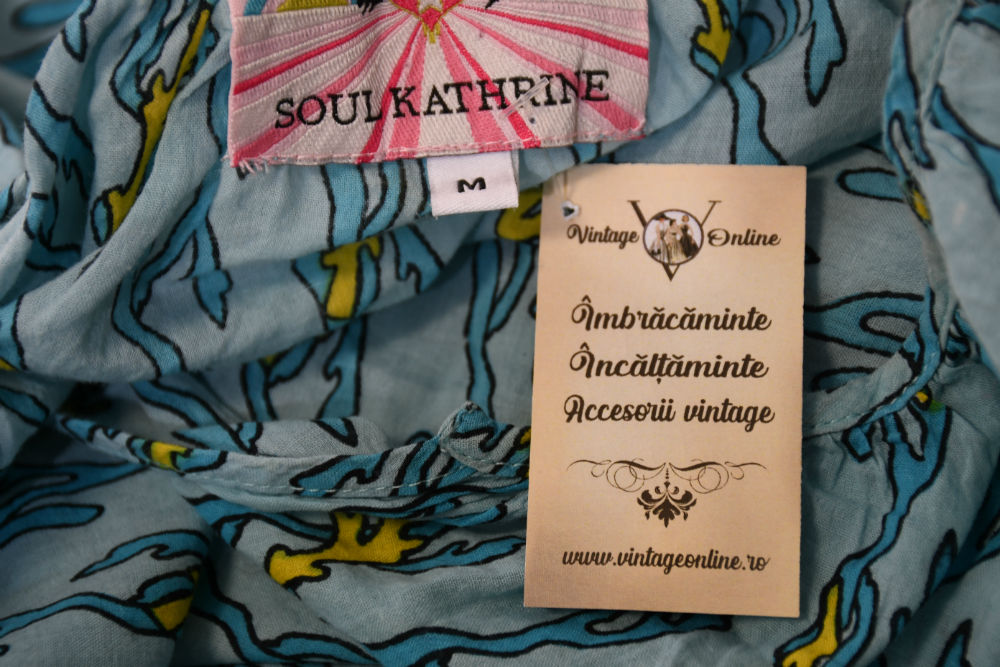 SOUL KATHRINE
M
Vintage Online
Îmbrăcăminte
Încălțăminte
Accesorii vintage
www.vintageonline.ro